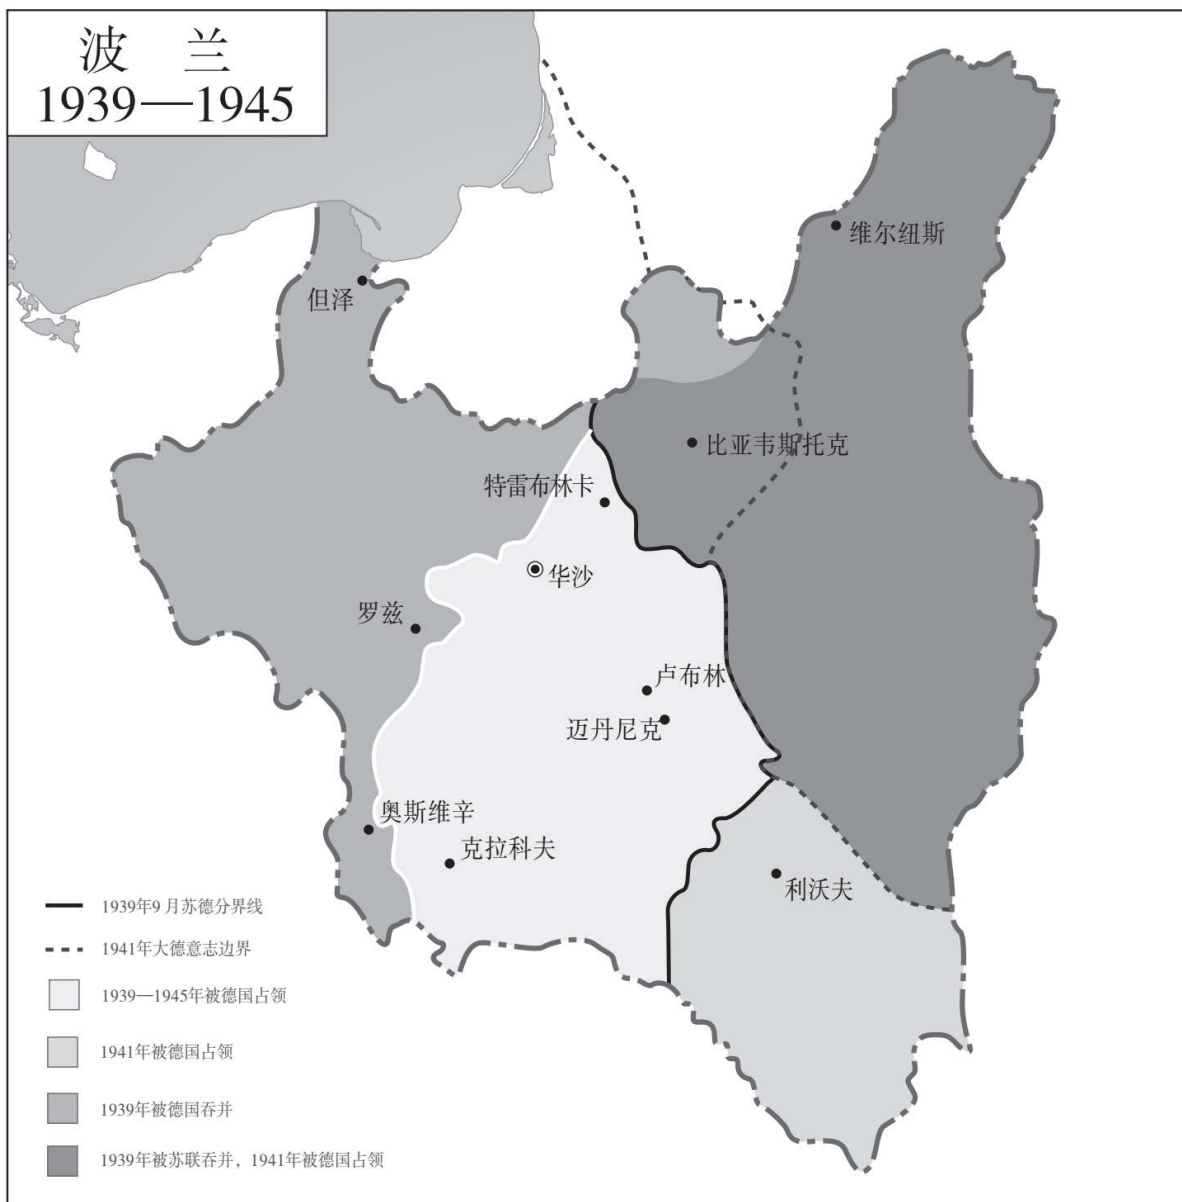 波 兰
1939—1945
维尔纽斯
但泽
比亚韦斯托克
特雷布林卡
华沙
罗兹
卢布林
迈丹尼克
奥斯维辛
克拉科夫
利沃夫
1939年9月苏德分界线
1941年大德意志边界
1939—1945年被德国占领
1941年被德国占领
1939年被德国吞并
1939年被苏联吞并，1941年被德国占领